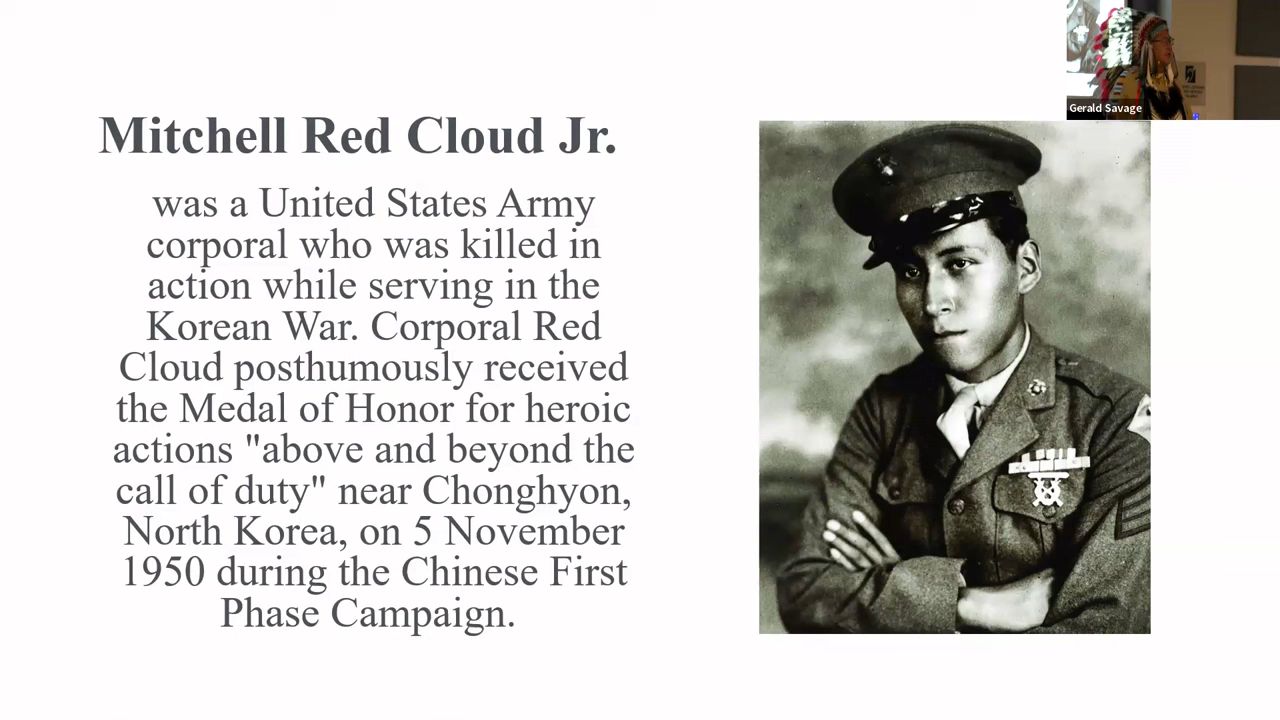 Mitchell Red Cloud Jr.
was a United States Army
corporal who was killed in
action while serving in the
Korean War. Corporal Red
Cloud posthumously received
the Medal of Honor for heroic
actions "above and beyond the
call of duty" near Chonghyon,
North Korea, on 5 November
1950 during the Chinese First
Phase Campaign.
Gerald Savage